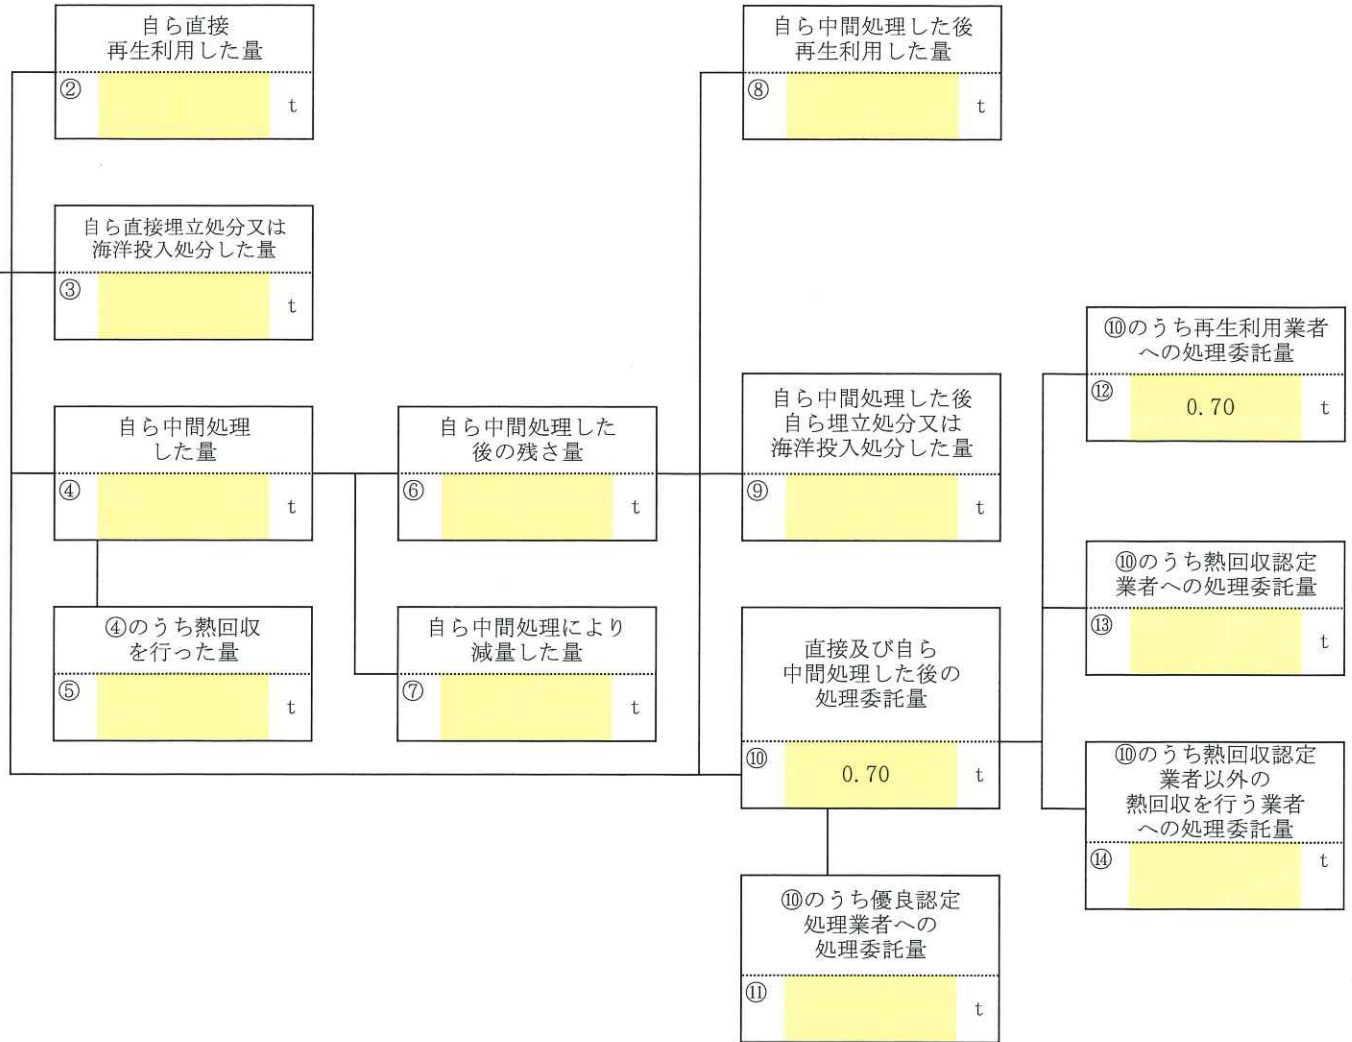 自ら直接
再生利用した量
②
t
自ら中間処理した後
再生利用した量
⑧
t
自ら直接埋立処分又は
海洋投入処分した量
③
t
⑩のうち再生利用業者
への処理委託量
⑫
0.70 t
自ら中間処理
した量
④
t
自ら中間処理した
後の残さ量
⑥
t
自ら中間処理した後
自ら埋立処分又は
海洋投入処分した量
⑨
t
⑩のうち熱回収認定
業者への処理委託量
⑬
t
④のうち熱回収
を行った量
⑤
t
自ら中間処理により
減量した量
⑦
t
直接及び自ら
中間処理した後の
処理委託量
⑩
0.70 t
⑩のうち熱回収認定
業者以外の
熱回収を行う業者
への処理委託量
⑭
t
⑩のうち優良認定
処理業者への
処理委託量
⑪
t